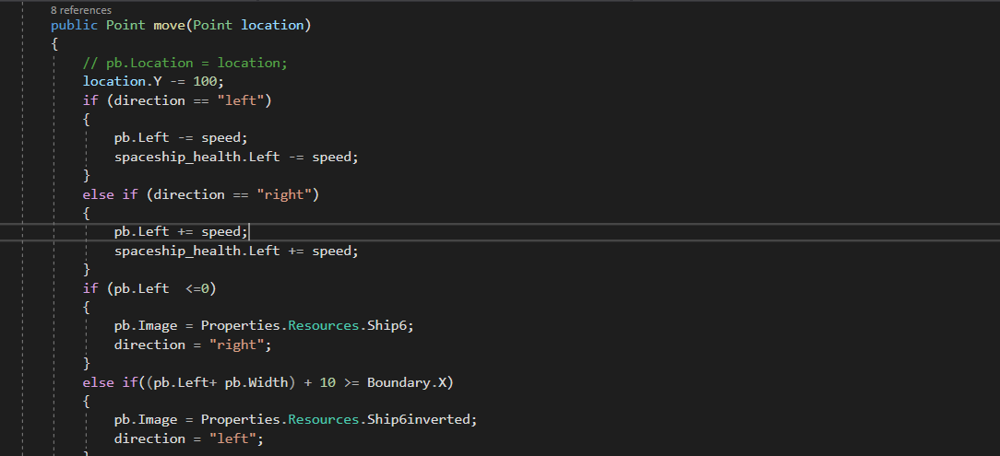 8 references
public Point move(Point location)
{
// pb.Location = location;
location.Y -= 100;
if (direction == "left")
{
pb.Left -= speed;
spaceship_health.Left -= speed;
}
else if (direction == "right")
{
pb.Left += speed;
spaceship_health.Left += speed;
}
if (pb.Left  <=0)
{
pb.Image = Properties.Resources.Ship6;
direction = "right";
}
else if((pb.Left+ pb.Width) + 10 >= Boundary.X)
{
pb.Image = Properties.Resources.Ship6inverted;
direction = "left";
}